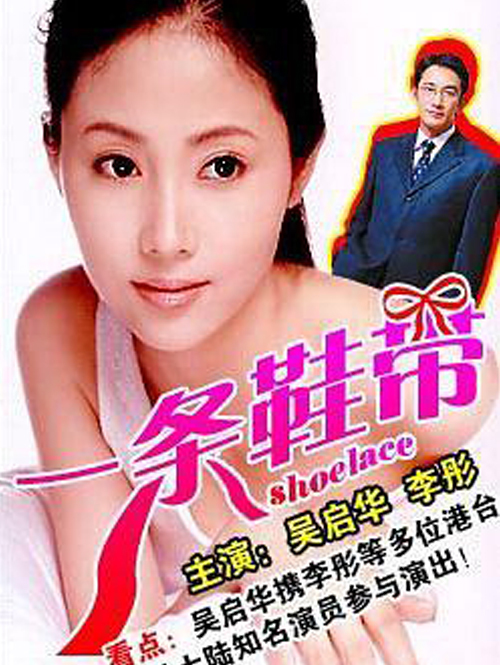 一条鞋带
shoelace
主演：吴启华 李彤
看点：吴启华携李彤等多位港台
大陆知名演员参与演出！